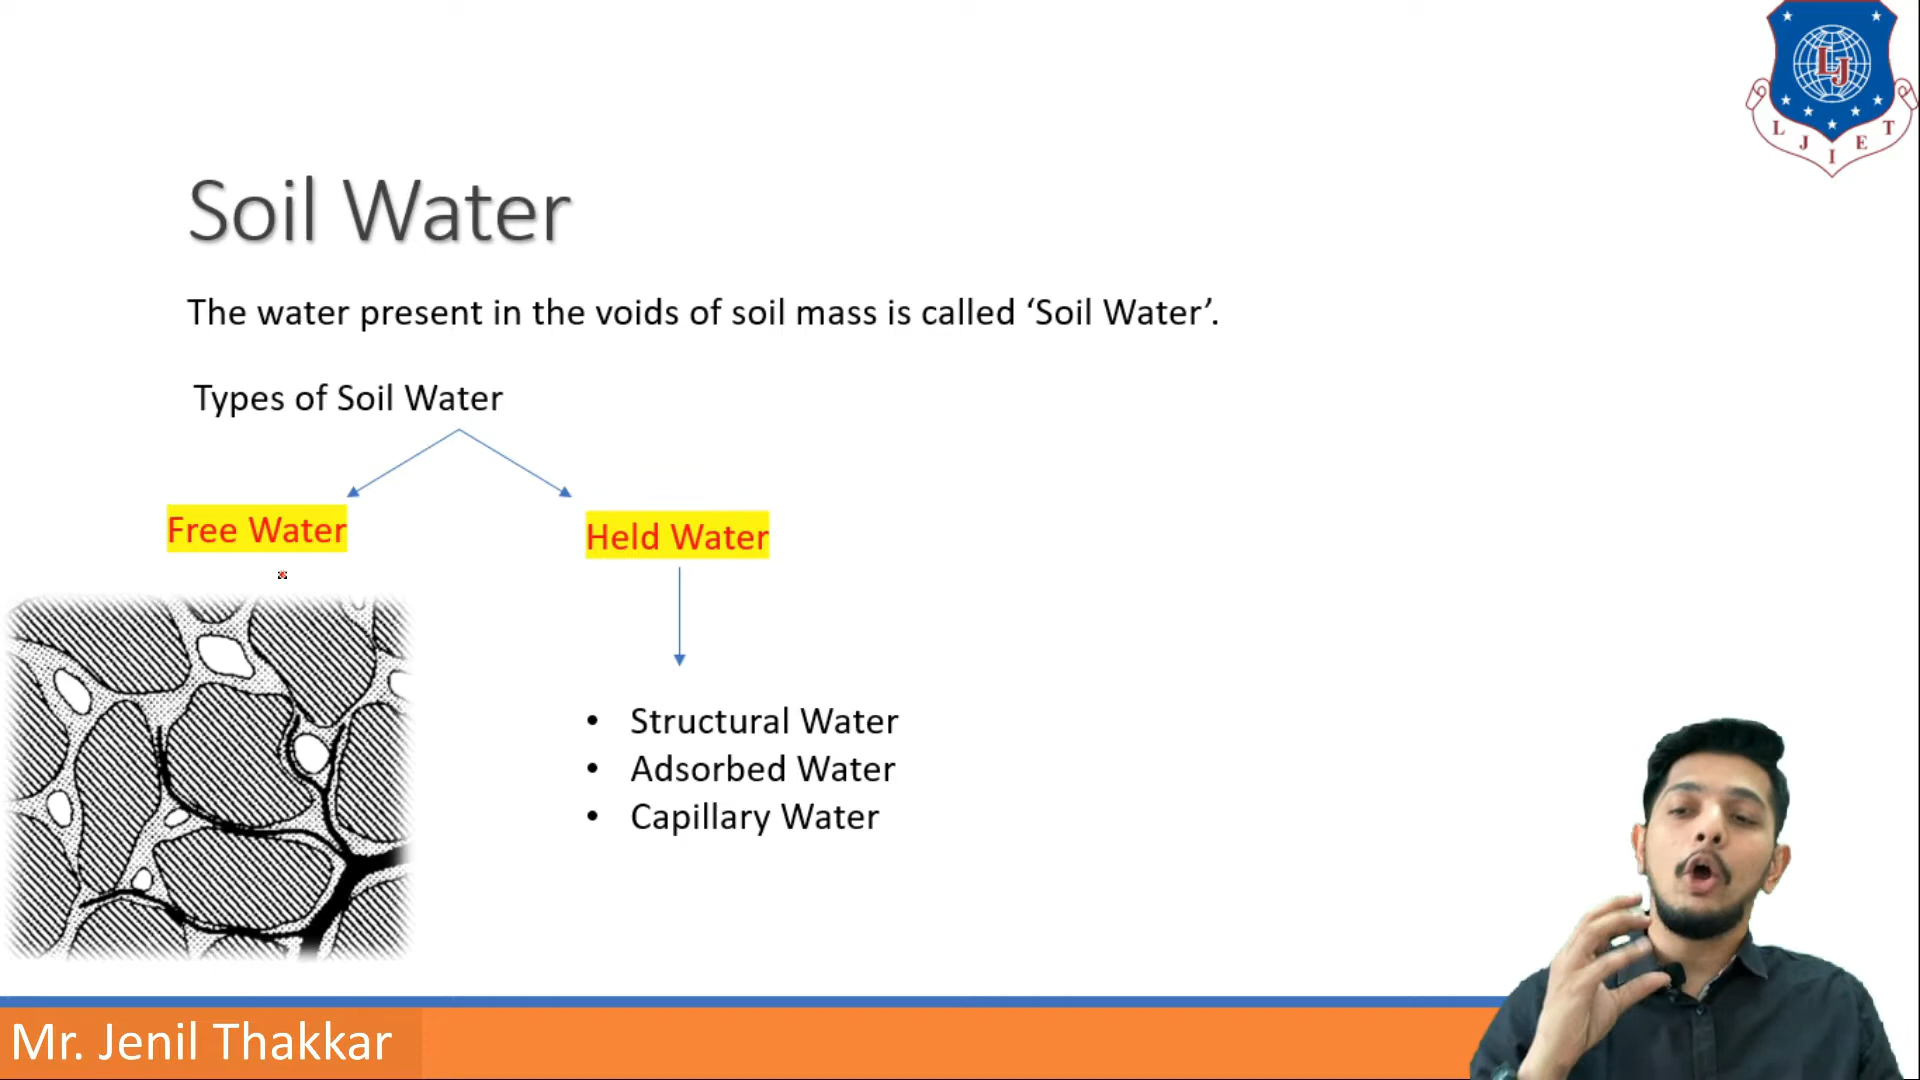 LJ
L J I E T
Soil Water
The water present in the voids of soil mass is called ‘Soil Water’.
Types of Soil Water
Free Water
Held Water
• Structural Water
• Adsorbed Water
• Capillary Water
Mr. Jenil Thakkar